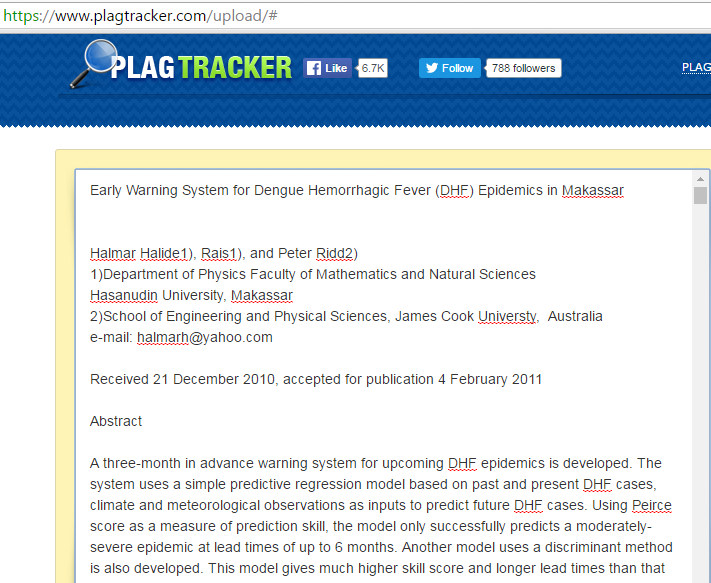 https://www.plagtracker.com/upload/#
PLAGTRACKER Like 6.7K Follow 788 followers PLAG
Early Warning System for Dengue Hemorrhagic Fever (DHF) Epidemics in Makassar
Halmar Halide1), Rais1), and Peter Ridd2)
1)Department of Physics Faculty of Mathematics and Natural Sciences
Hasanudin University, Makassar
2)School of Engineering and Physical Sciences, James Cook Universty,  Australia
e-mail: halmarh@yahoo.com
Received 21 December 2010, accepted for publication 4 February 2011
Abstract
A three-month in advance warning system for upcoming DHF epidemics is developed. The
system uses a simple predictive regression model based on past and present DHF cases,
climate and meteorological observations as inputs to predict future DHF cases. Using Peirce
score as a measure of prediction skill, the model only successfully predicts a moderately-
severe epidemic at lead times of up to 6 months. Another model uses a discriminant method
is also developed. This model gives much higher skill score and longer lead times than that